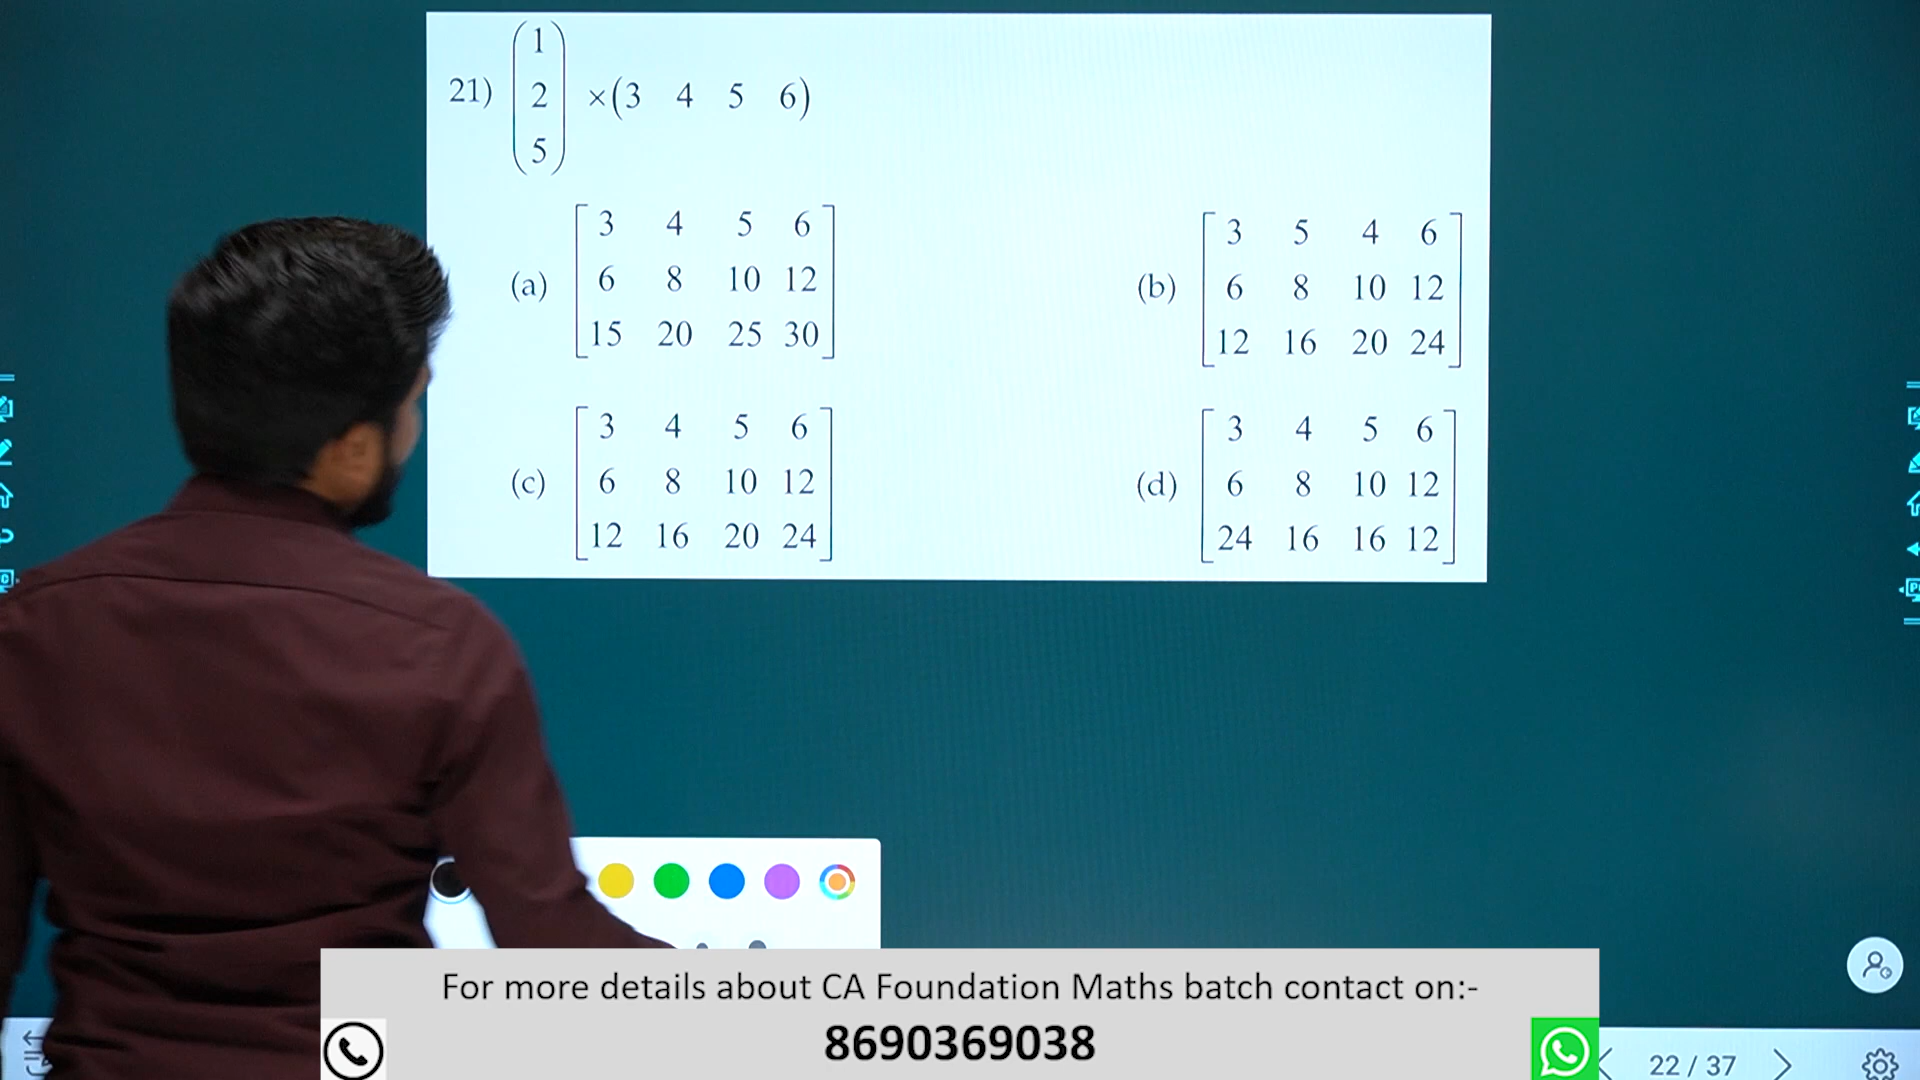 21) (1 2 5) ×(3 4 5 6)
(a) [3 4 5 6
6 8 10 12
15 20 25 30]
(b) [3 5 4 6
6 8 10 12
12 16 20 24]
(c) [3 4 5 6
6 8 10 12
12 16 20 24]
(d) [3 4 5 6
6 8 10 12
24 16 16 12]
For more details about CA Foundation Maths batch contact on:-
8690369038
22 / 37